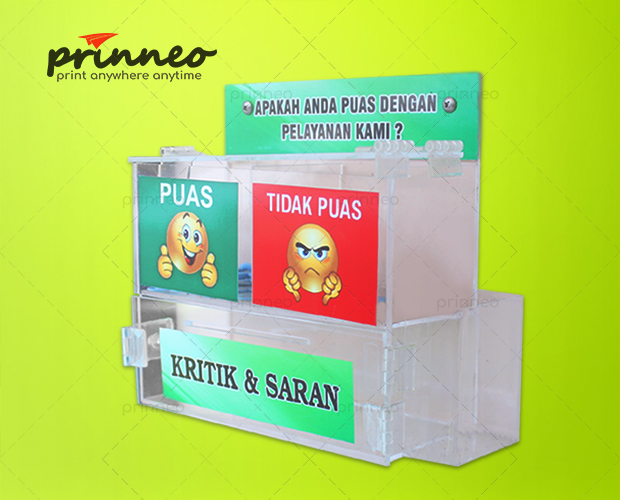 prinneo
print anywhere anytime
APAKAH ANDA PUAS DENGAN
PELAYANAN KAMI ?
PUAS
TIDAK PUAS
KRITIK & SARAN